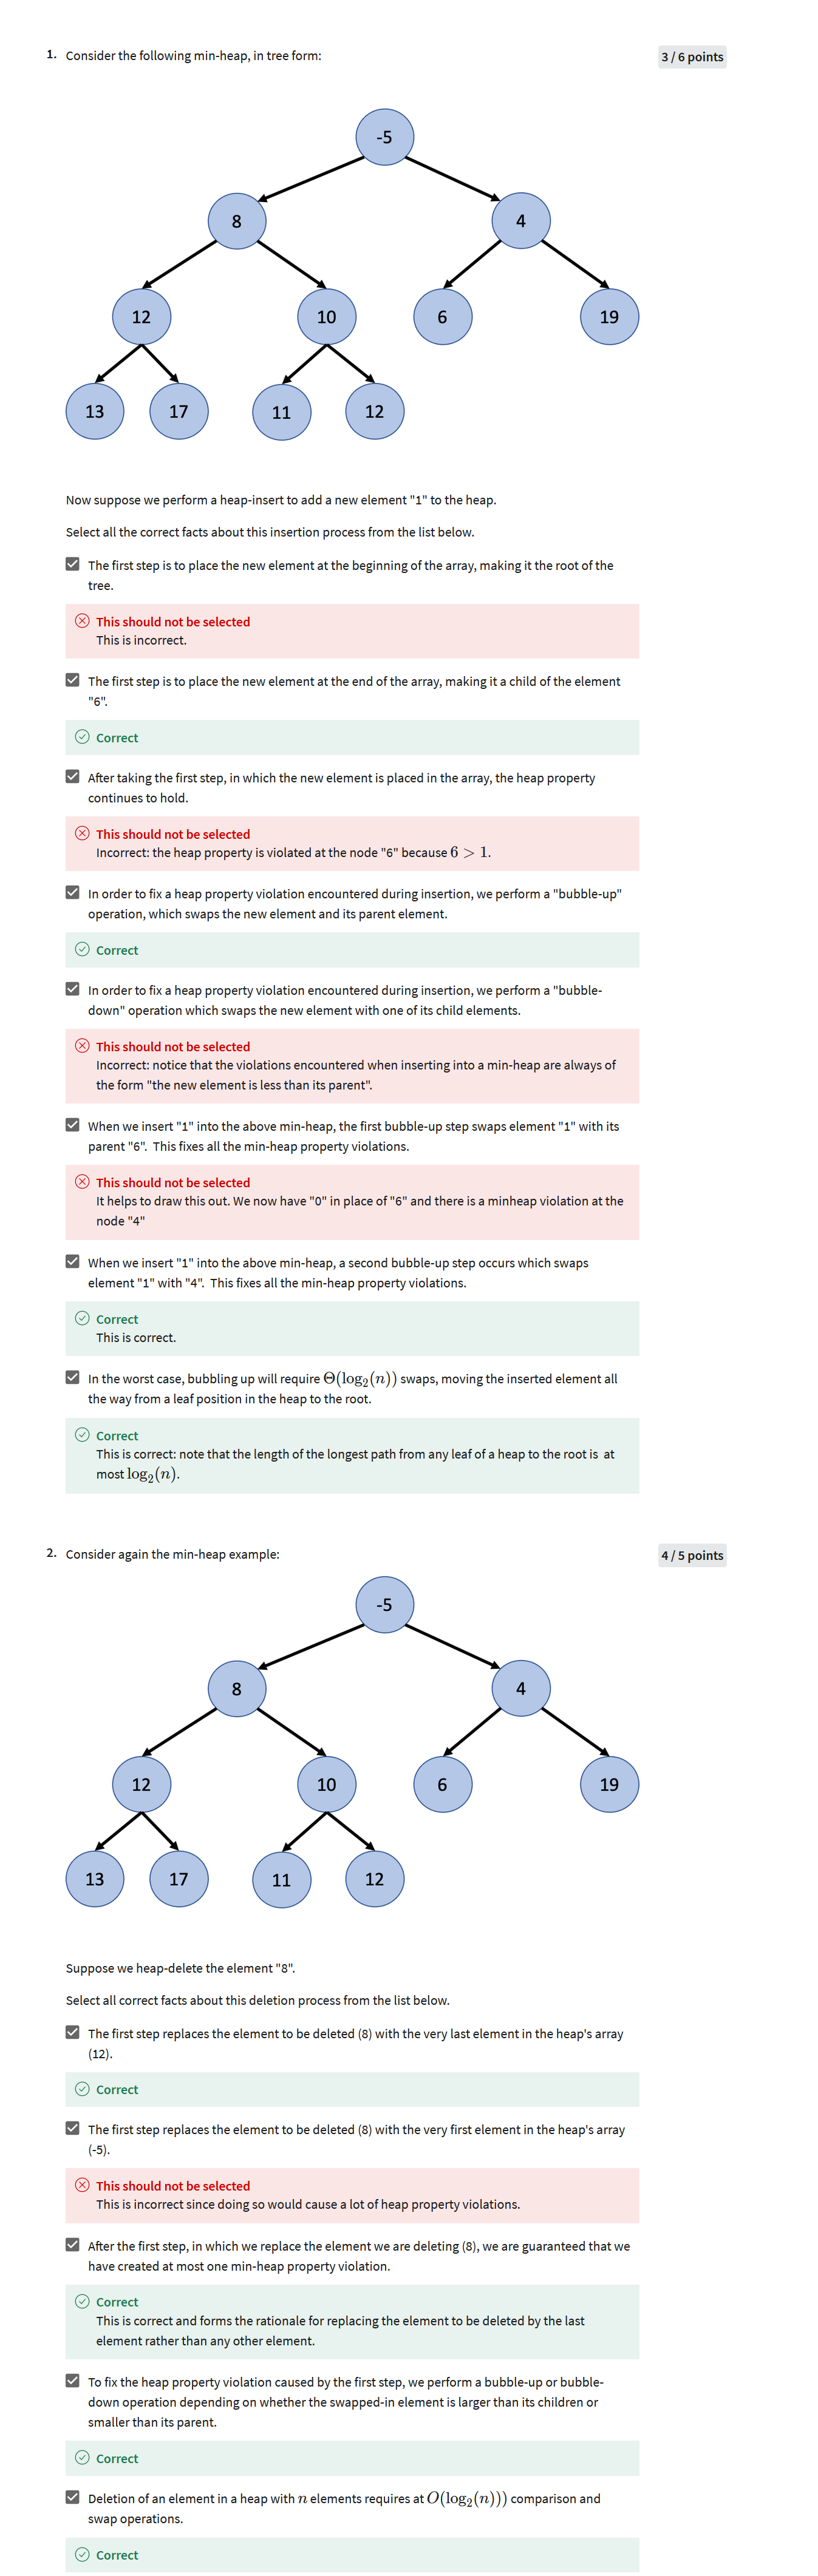 1. Consider the following min-heap, in tree form:
3 / 6 points
-5
8
4
12
10
6
19
13
17
11
12
Now suppose we perform a heap-insert to add a new element "1" to the heap.
Select all the correct facts about this insertion process from the list below.
The first step is to place the new element at the beginning of the array, making it the root of the
tree.
This should not be selected
This is incorrect.
The first step is to place the new element at the end of the array, making it a child of the element
"6".
Correct
After taking the first step, in which the new element is placed in the array, the heap property
continues to hold.
This should not be selected
Incorrect: the heap property is violated at the node "6" because 6 > 1.
In order to fix a heap property violation encountered during insertion, we perform a "bubble-up"
operation, which swaps the new element and its parent element.
Correct
In order to fix a heap property violation encountered during insertion, we perform a "bubble-
down" operation which swaps the new element with one of its child elements.
This should not be selected
Incorrect: notice that the violations encountered when inserting into a min-heap are always of
the form "the new element is less than its parent".
When we insert "1" into the above min-heap, the first bubble-up step swaps element "1" with its
parent "6". This fixes all the min-heap property violations.
This should not be selected
It helps to draw this out. We now have "0" in place of "6" and there is a minheap violation at the
node "4"
When we insert "1" into the above min-heap, a second bubble-up step occurs which swaps
element "1" with "4". This fixes all the min-heap property violations.
Correct
This is correct.
In the worst case, bubbling up will require Θ(log₂(n)) swaps, moving the inserted element all
the way from a leaf position in the heap to the root.
Correct
This is correct: note that the length of the longest path from any leaf of a heap to the root is at
most log₂(n).
2. Consider again the min-heap example:
4 / 5 points
-5
8
4
12
10
6
19
13
17
11
12
Suppose we heap-delete the element "8".
Select all correct facts about this deletion process from the list below.
The first step replaces the element to be deleted (8) with the very last element in the heap's array
(12).
Correct
The first step replaces the element to be deleted (8) with the very first element in the heap's array
(-5).
This should not be selected
This is incorrect since doing so would cause a lot of heap property violations.
After the first step, in which we replace the element we are deleting (8), we are guaranteed that we
have created at most one min-heap property violation.
Correct
This is correct and forms the rationale for replacing the element to be deleted by the last
element rather than any other element.
To fix the heap property violation caused by the first step, we perform a bubble-up or bubble-
down operation depending on whether the swapped-in element is larger than its children or
smaller than its parent.
Correct
Deletion of an element in a heap with n elements requires at O(log₂(n))) comparison and
swap operations.
Correct